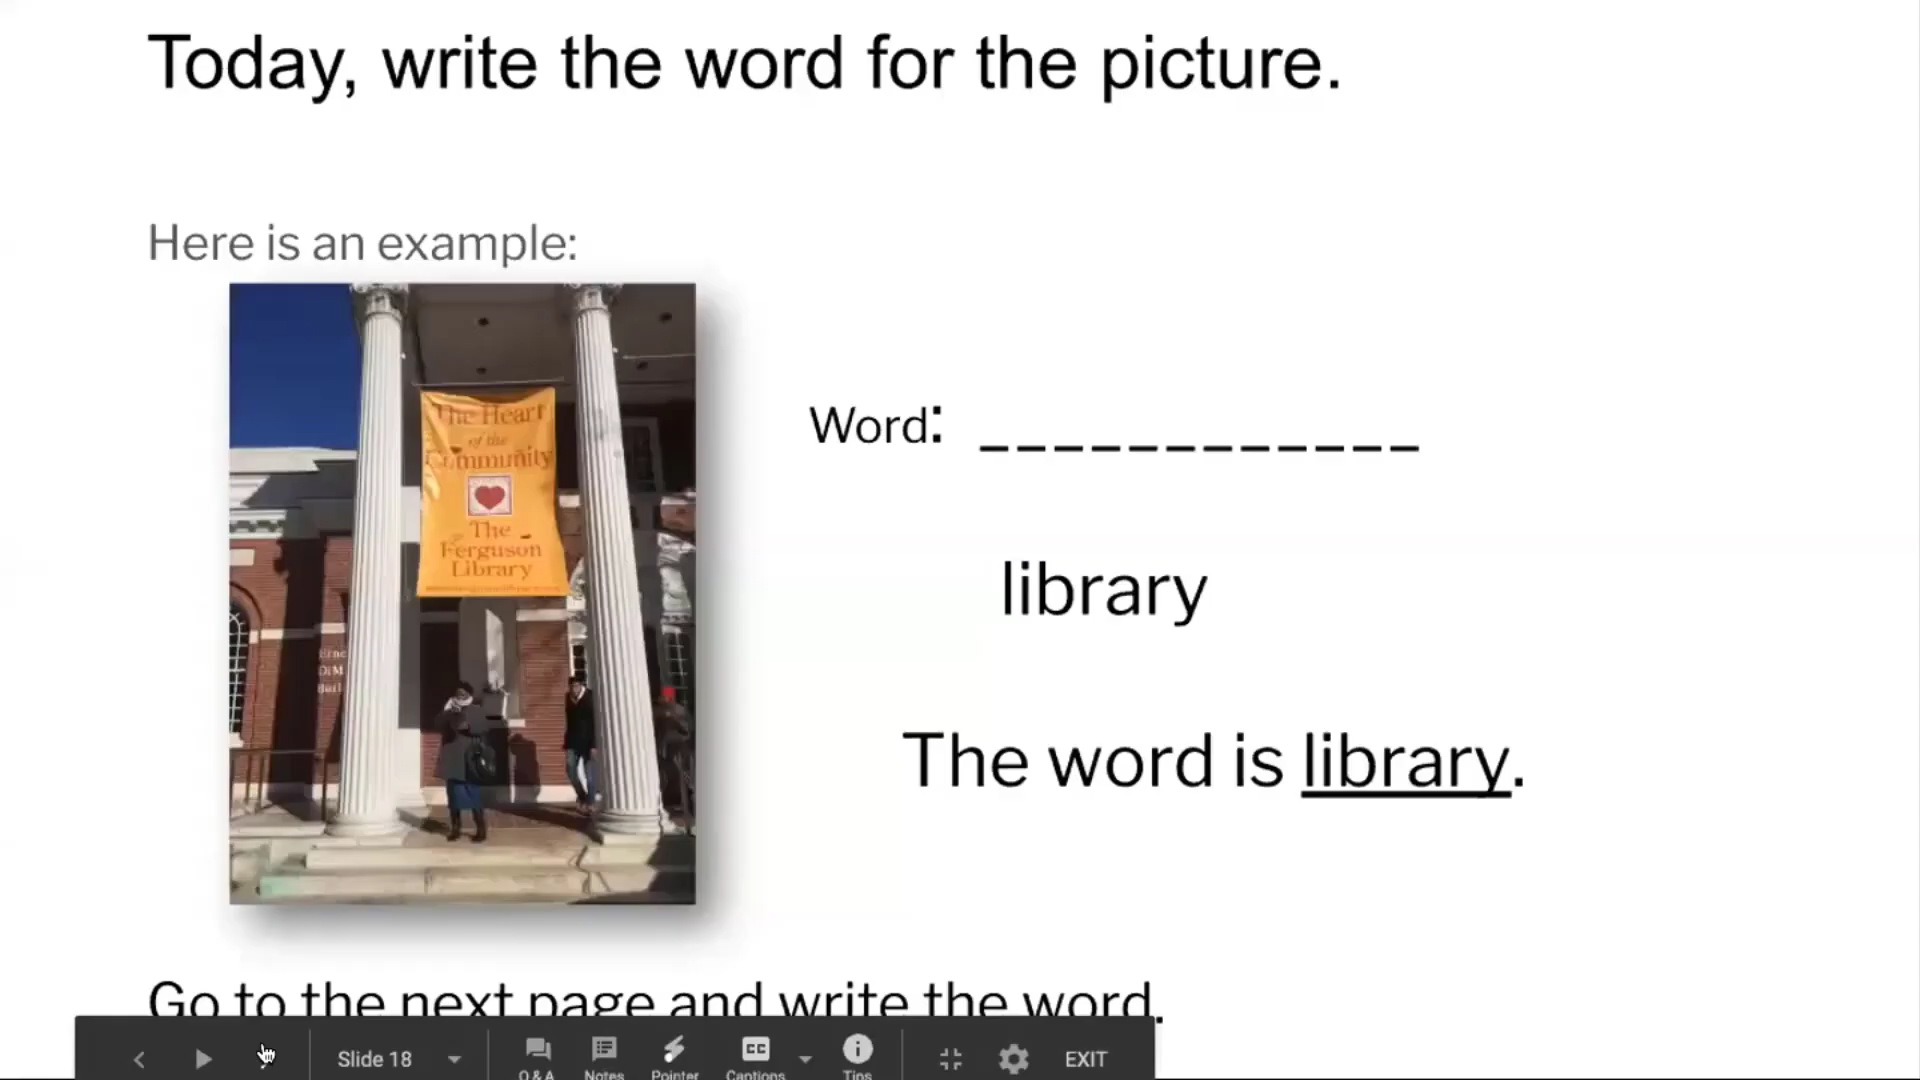 Today, write the word for the picture.
Here is an example:
The Heart
of the
Community
The
Ferguson
Library
Word: ____________
library
The word is library.
Go to the next page and write the word.
Slide 18
Q & A
Notes
Pointer
CC
Captions
Tips
EXIT